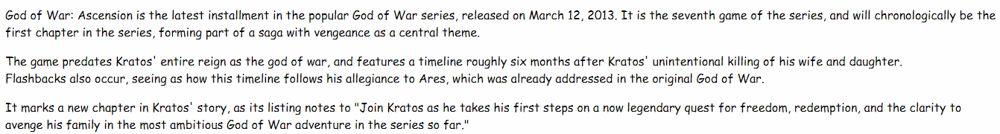 God of War: Ascension is the latest installment in the popular God of War series, released on March 12, 2013. It is the seventh game of the series, and will chronologically be the
first chapter in the series, forming part of a saga with vengeance as a central theme.
The game predates Kratos' entire reign as the god of war, and features a timeline roughly six months after Kratos' unintentional killing of his wife and daughter.
Flashbacks also occur, seeing as how this timeline follows his allegiance to Ares, which was already addressed in the original God of War.
It marks a new chapter in Kratos' story, as its listing notes to "Join Kratos as he takes his first steps on a now legendary quest for freedom, redemption, and the clarity to
avenge his family in the most ambitious God of War adventure in the series so far."